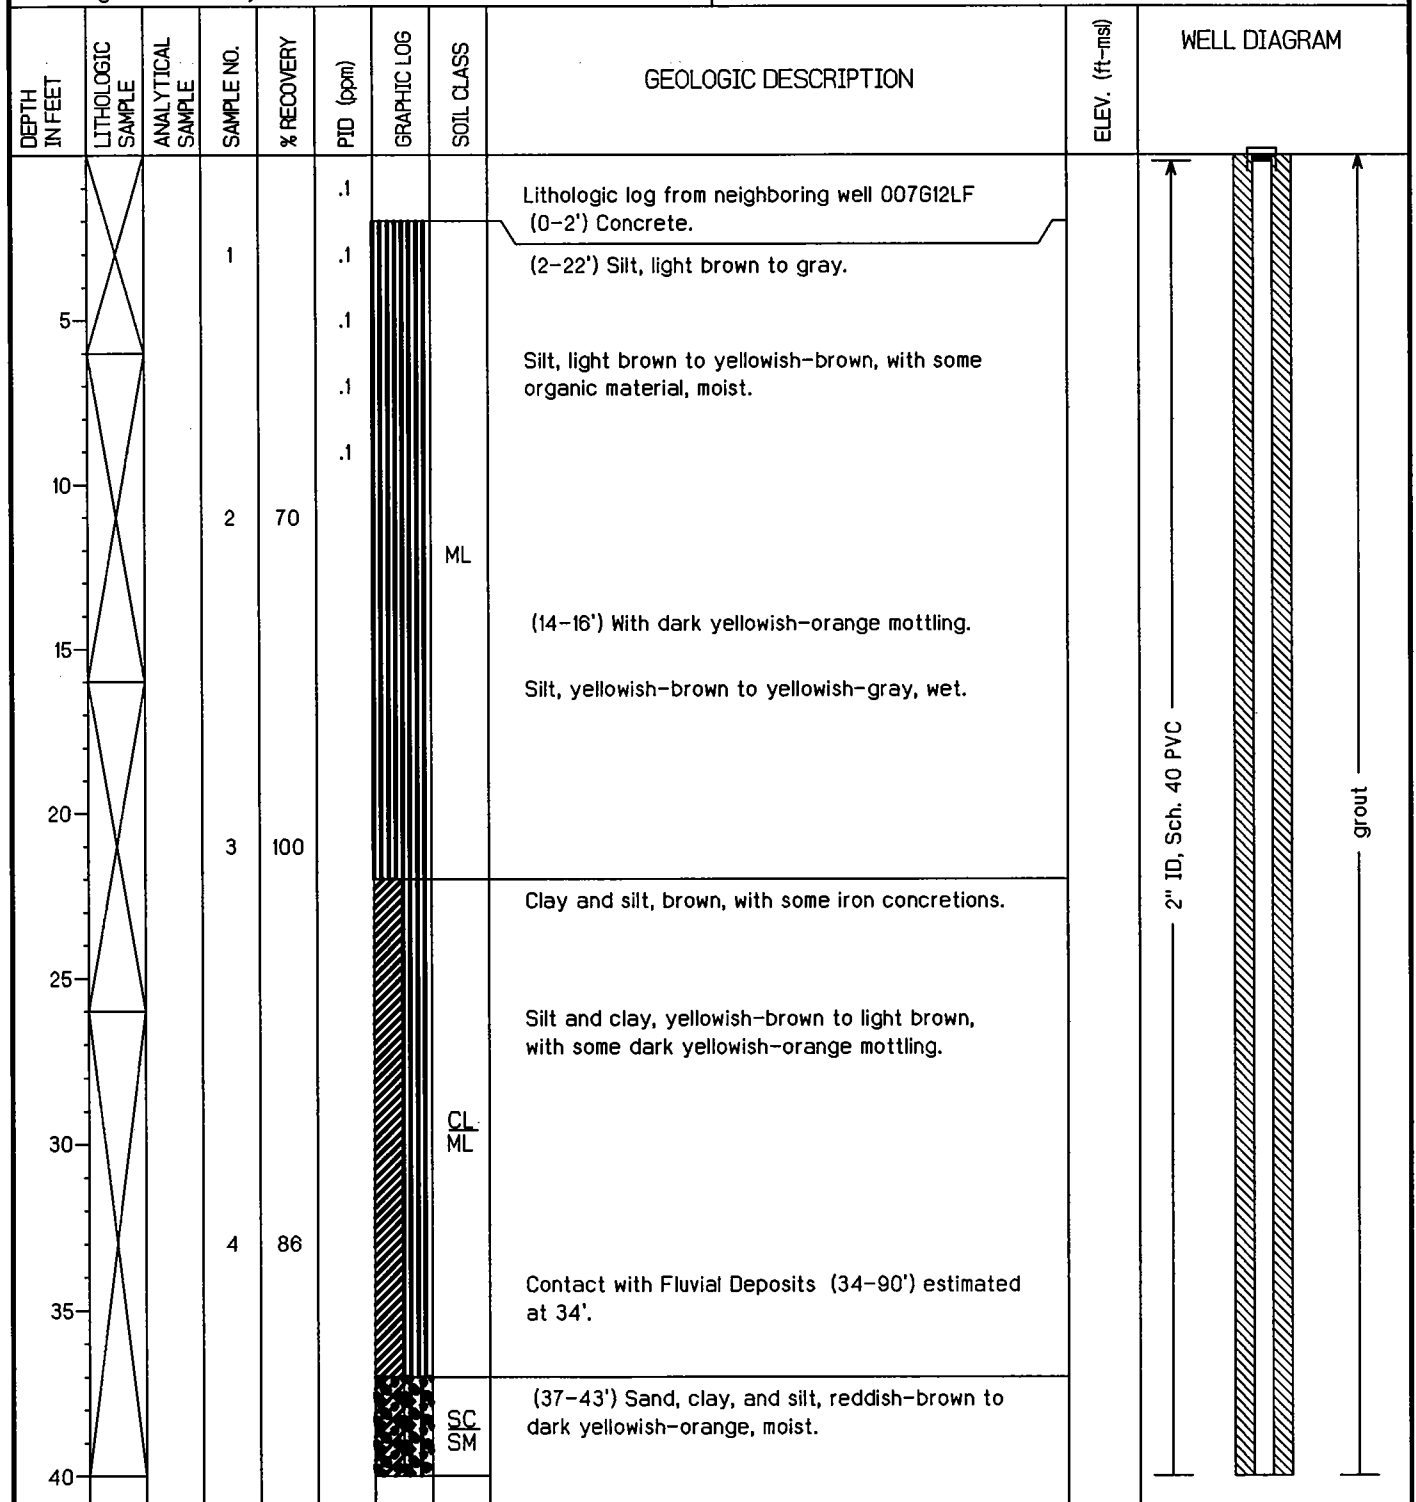 DEPTH
IN FEET
LITHOLOGIC
SAMPLE
ANALYTICAL
SAMPLE
SAMPLE NO.
% RECOVERY
PID (ppm)
GRAPHIC LOG
SOIL CLASS
GEOLOGIC DESCRIPTION
ELEV. (ft-msl)
WELL DIAGRAM
.1
Lithologic log from neighboring well 007G12LF
(0-2') Concrete.
1
.1
(2-22') Silt, light brown to gray.
5
.1
Silt, light brown to yellowish-brown, with some
organic material, moist.
.1
.1
10
2
70
ML
(14-16') With dark yellowish-orange mottling.
15
Silt, yellowish-brown to yellowish-gray, wet.
2" ID, Sch. 40 PVC
grout
20
3
100
Clay and silt, brown, with some iron concretions.
25
Silt and clay, yellowish-brown to light brown,
with some dark yellowish-orange mottling.
CL
ML
30
4
86
Contact with Fluvial Deposits (34-90') estimated
at 34'.
35
(37-43') Sand, clay, and silt, reddish-brown to
dark yellowish-orange, moist.
SC
SM
40